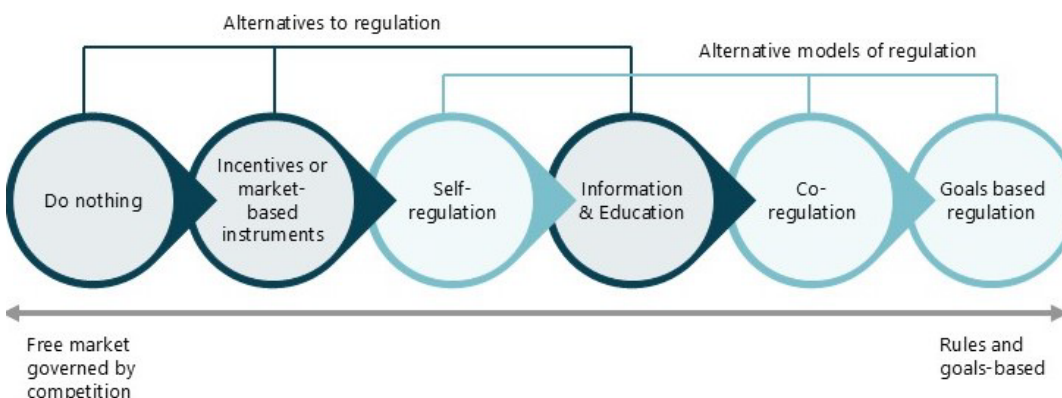 Alternatives to regulation
Alternative models of regulation
Do nothing
Incentives or
market-
based
instruments
Self-
regulation
Information
& Education
Co-
regulation
Goals based
regulation
Free market
governed by
competition
Rules and
goals-based